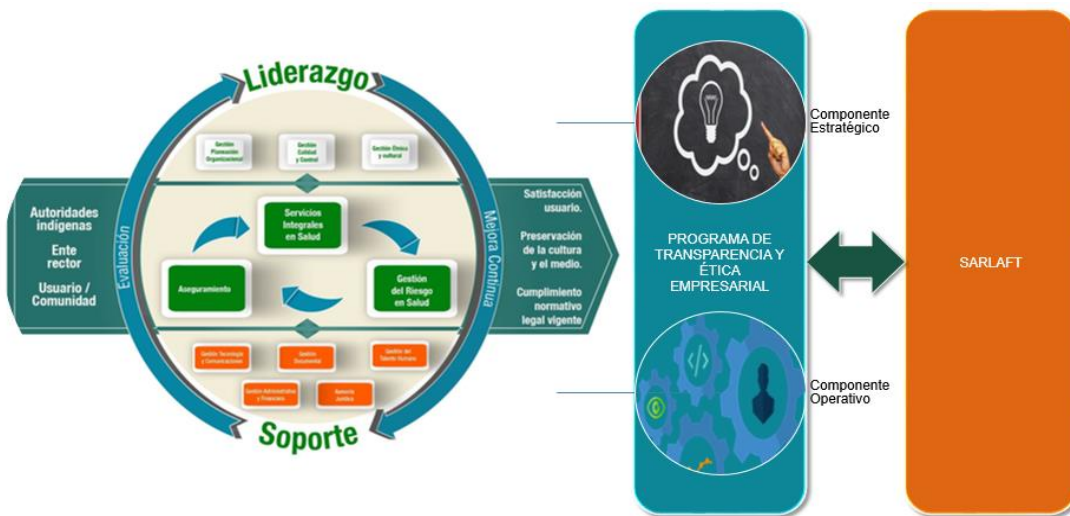 Liderazgo
Gestión
Planeación
Organizacional
Gestión
Calidad
y Control
Gestión Étnica
y cultural
Autoridades
indígenas
Ente
rector
Usuario /
Comunidad
Evaluación
Servicios
Integrales
en Salud
Aseguramiento
Gestión
del Riesgo
en Salud
Mejora Continua
Satisfacción
usuario.
Preservación
de la cultura
y el medio.
Cumplimiento
normativo
legal vigente
Gestión Tecnología
y Comunicaciones
Gestión
Documental
Gestión del
Talento Humano
Gestión Administrativa
y Financiera
Asesoría
Jurídica
Soporte
Componente
Estratégico
PROGRAMA DE
TRANSPARENCIA Y
ÉTICA
EMPRESARIAL
Componente
Operativo
SARLAFT